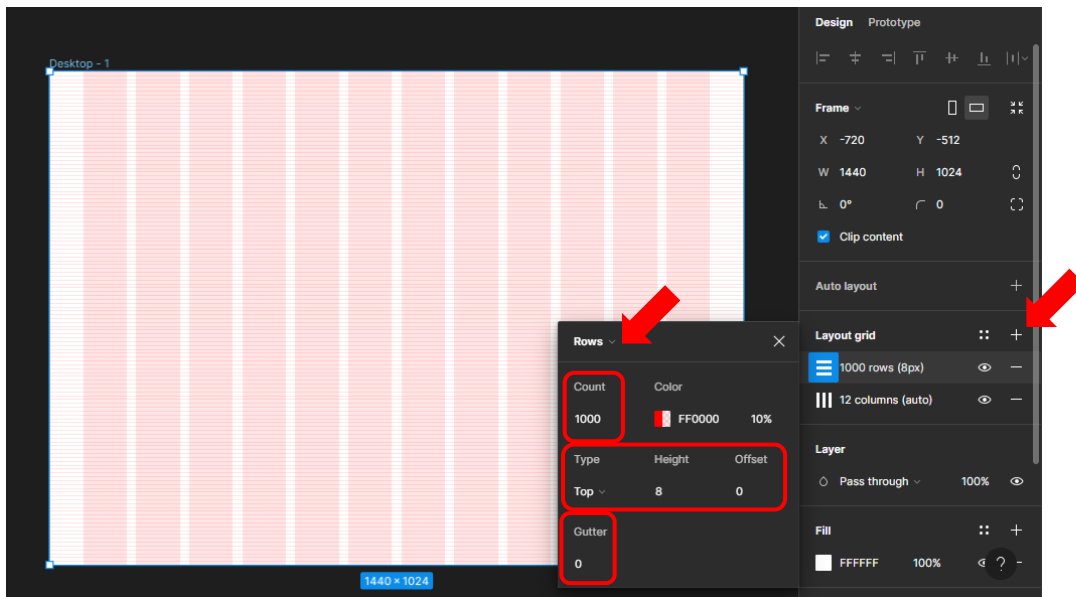 Design Prototype
Desktop - 1
Frame
X -720 Y -512
W 1440 H 1024
0° 0
Clip content
Auto layout
Layout grid
1000 rows (8px)
12 columns (auto)
Layer
Pass through 100%
Fill
FFFFFF 100%
?
Rows
Count Color
1000 FF0000 10%
Type Height Offset
Top 8 0
Gutter
0
1440 × 1024